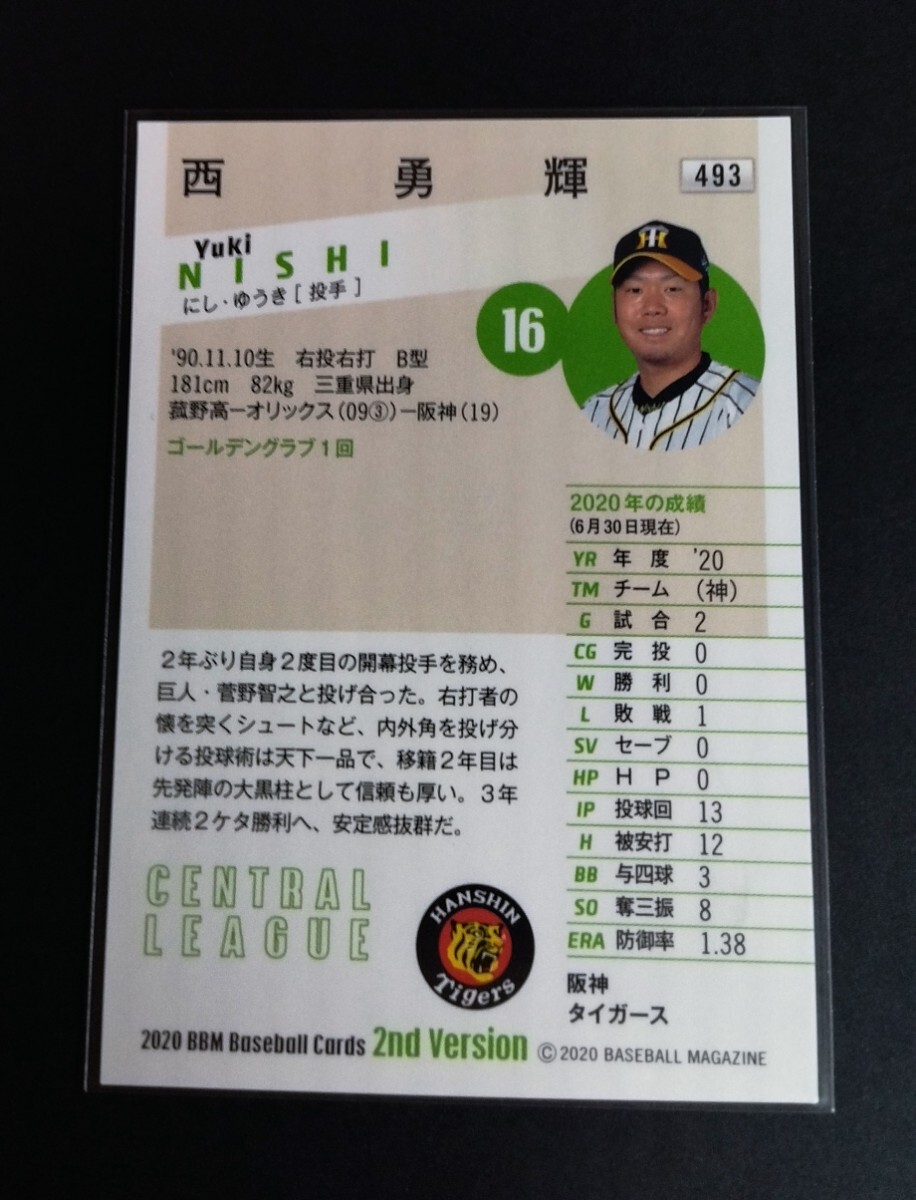 西 勇 輝
493
Yuki
NISHI
にし・ゆうき [ 投手 ]
16
'90.11.10生 右投右打 B型
181cm 82kg 三重県出身
菰野高ーオリックス(09③)ー阪神(19)
ゴールデングラブ1回
2020年の成績
(6月30日現在)
YR 年度 '20
TM チーム (神)
G 試合 2
CG 完投 0
W 勝利 0
L 敗戦 1
SV セーブ 0
HP HP 0
IP 投球回 13
H 被安打 12
BB 与四球 3
SO 奪三振 8
ERA 防御率 1.38
阪神
タイガース
2年ぶり自身2度目の開幕投手を務め、
巨人・菅野智之と投げ合った。右打者の
懐を突くシュートなど、内外角を投げ分
ける投球術は天下一品で、移籍2年目は
先発陣の大黒柱として信頼も厚い。3年
連続2ケタ勝利へ、安定感抜群だ。
CENTRAL
LEAGUE
HANSHIN
Tigers
2020 BBM Baseball Cards 2nd Version ©2020 BASEBALL MAGAZINE